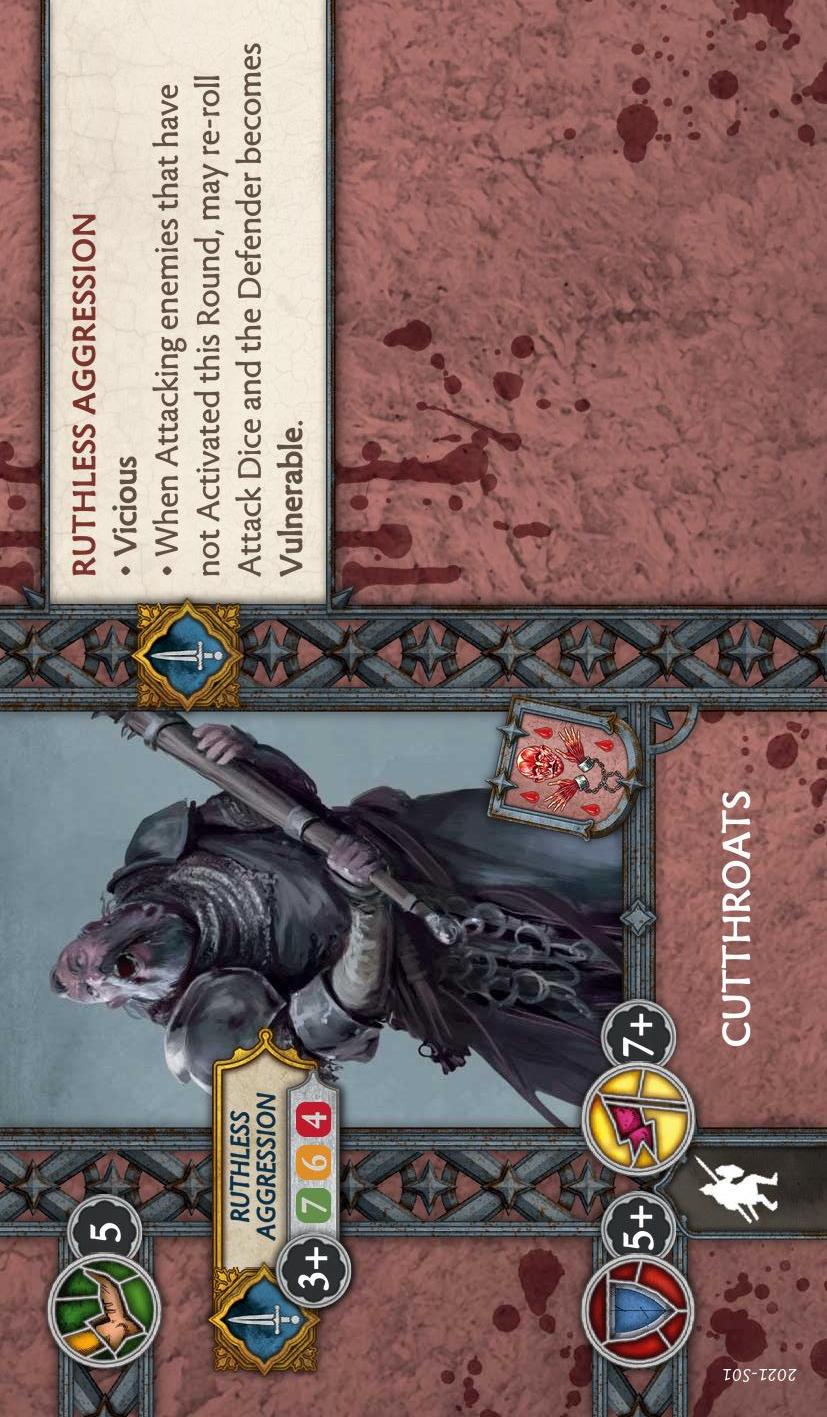 5
RUTHLESS
AGGRESSION
3+
7 6 4
5+
7+
CUTTHROATS
2021-S01
RUTHLESS AGGRESSION
• Vicious
• When Attacking enemies that have
not Activated this Round, may re-roll
Attack Dice and the Defender becomes
Vulnerable.